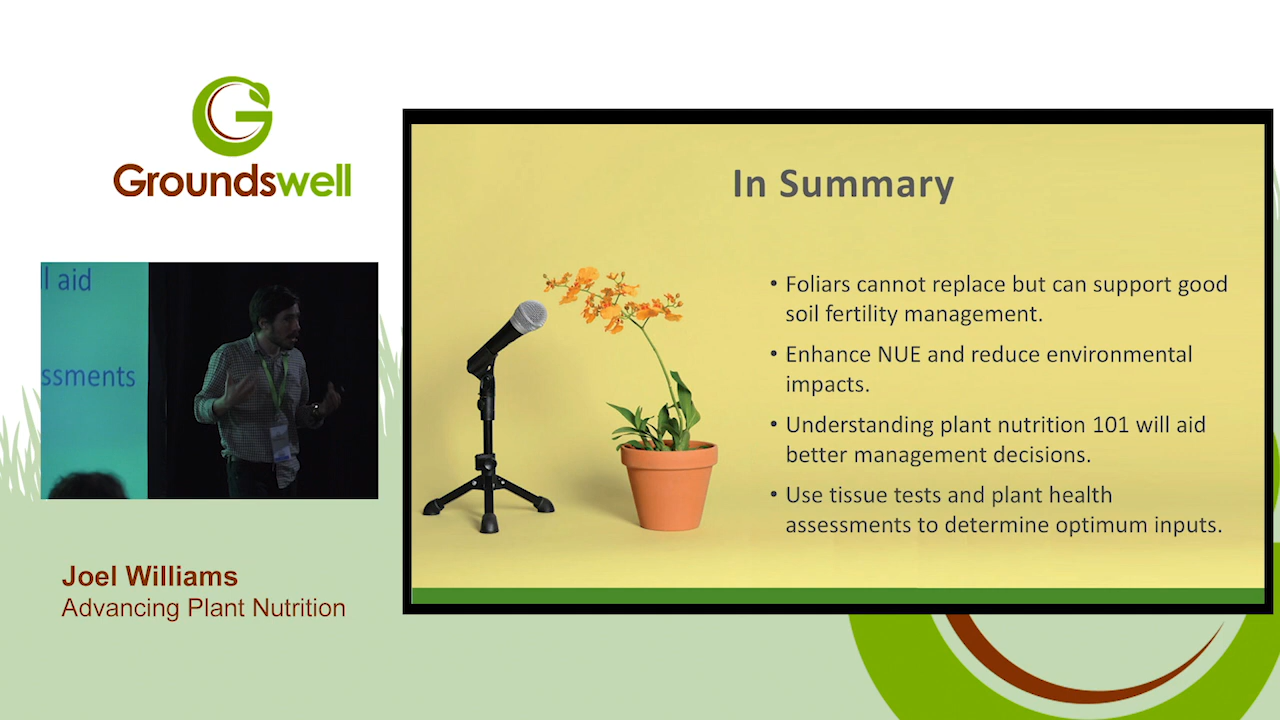 Groundswell
ll aid
ssments
Joel Williams
Advancing Plant Nutrition
In Summary
• Foliars cannot replace but can support good
soil fertility management.
• Enhance NUE and reduce environmental
impacts.
• Understanding plant nutrition 101 will aid
better management decisions.
• Use tissue tests and plant health
assessments to determine optimum inputs.